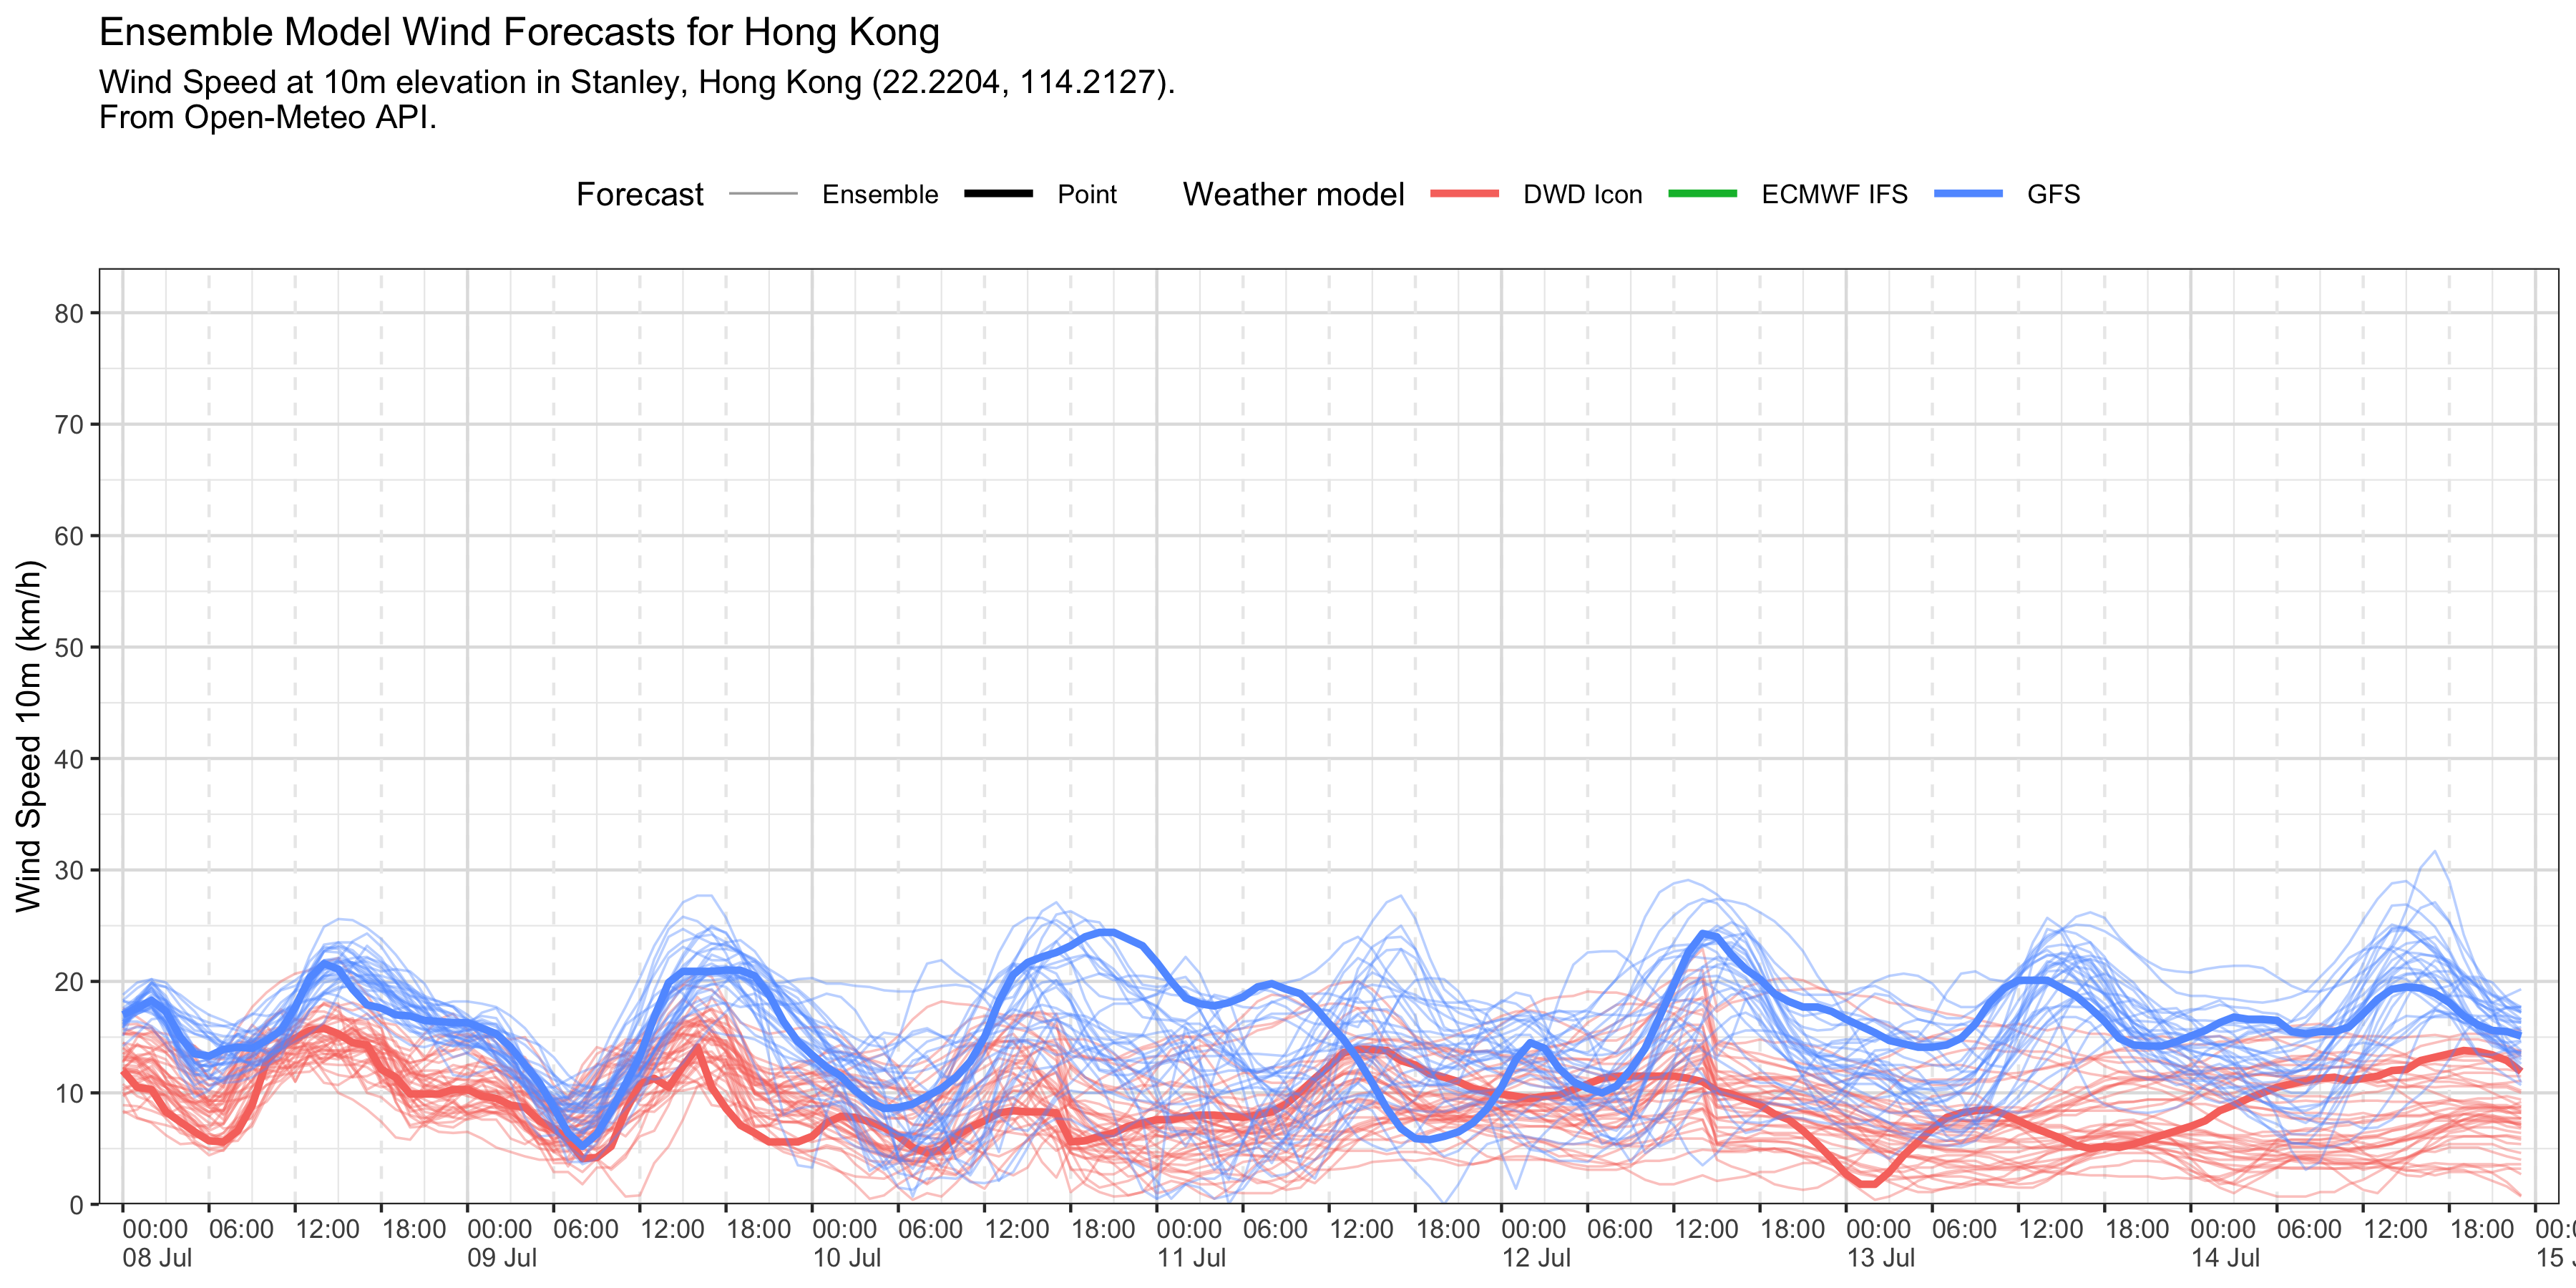 Ensemble Model Wind Forecasts for Hong Kong
Wind Speed at 10m elevation in Stanley, Hong Kong (22.2204, 114.2127).
From Open-Meteo API.
Forecast Ensemble Point Weather model DWD Icon ECMWF IFS GFS
Wind Speed 10m (km/h)
80
70
60
50
40
30
20
10
0
00:00 06:00 12:00 18:00 00:00 06:00 12:00 18:00 00:00 06:00 12:00 18:00 00:00 06:00 12:00 18:00 00:00 06:00 12:00 18:00 00:00 06:00 12:00 18:00 00:00 06:00 12:00 18:00 00:0
08 Jul 09 Jul 10 Jul 11 Jul 12 Jul 13 Jul 14 Jul 15